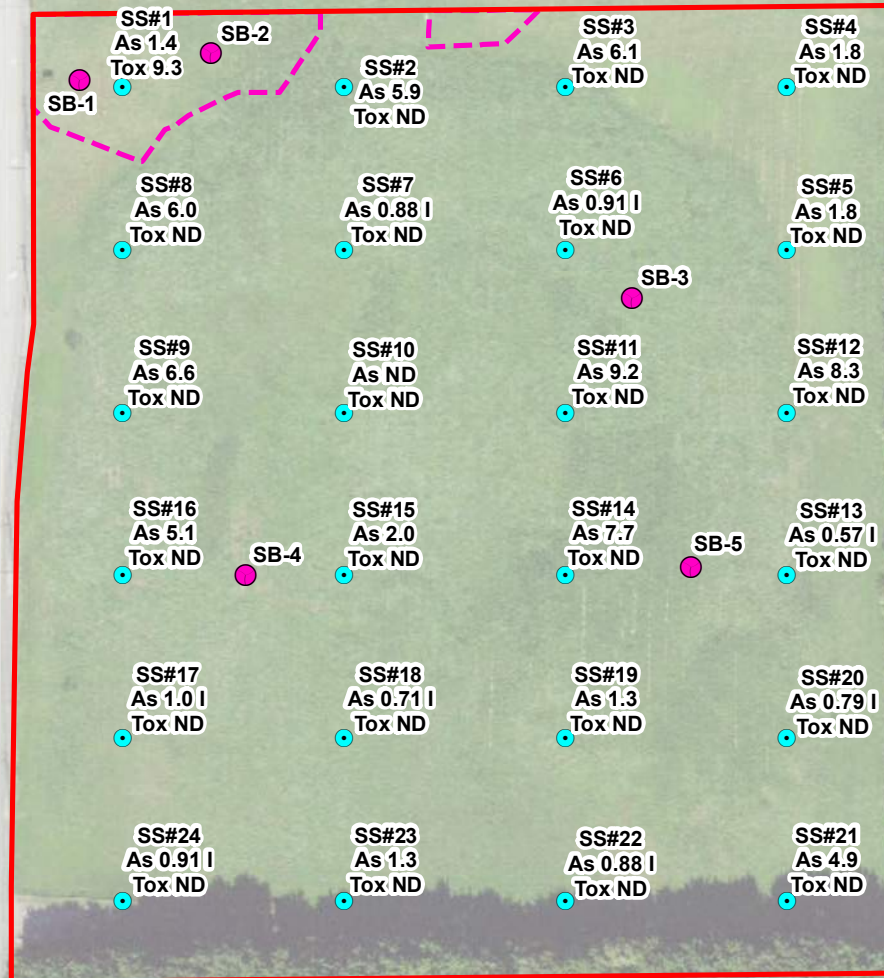 SS#1
As 1.4
Tox 9.3
SB-2
SB-1
SS#2
As 5.9
Tox ND
SS#3
As 6.1
Tox ND
SS#4
As 1.8
Tox ND
SS#8
As 6.0
Tox ND
SS#7
As 0.88 I
Tox ND
SS#6
As 0.91 I
Tox ND
SS#5
As 1.8
Tox ND
SB-3
SS#9
As 6.6
Tox ND
SS#10
As ND
Tox ND
SS#11
As 9.2
Tox ND
SS#12
As 8.3
Tox ND
SS#16
As 5.1
Tox ND
SB-4
SS#15
As 2.0
Tox ND
SS#14
As 7.7
Tox ND
SB-5
SS#13
As 0.57 I
Tox ND
SS#17
As 1.0 I
Tox ND
SS#18
As 0.71 I
Tox ND
SS#19
As 1.3
Tox ND
SS#20
As 0.79 I
Tox ND
SS#24
As 0.91 I
Tox ND
SS#23
As 1.3
Tox ND
SS#22
As 0.88 I
Tox ND
SS#21
As 4.9
Tox ND